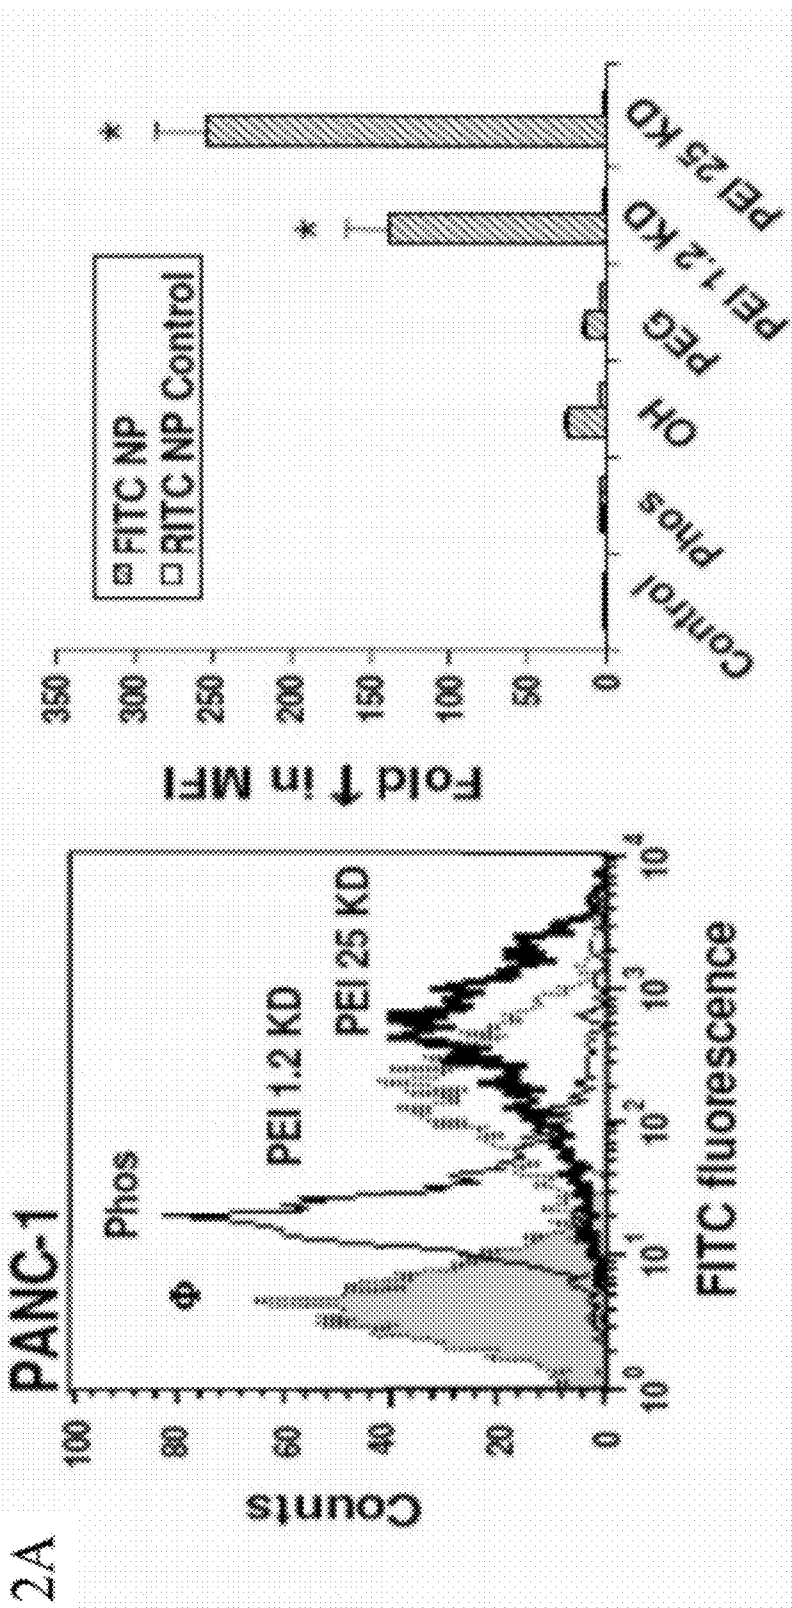 2A
PANC-1
Counts
100
80
60
40
20
0
Φ
Phos
PEI 1.2 KD
PEI 25 KD
10⁰
10¹
10²
10³
10⁴
FITC fluorescence
Fold ↑ in MFI
350
300
250
200
150
100
50
0
FITC NP
RITC NP Control
*
*
Control
Phos
OH
PEG
PEI 1.2 KD
PEI 25 KD